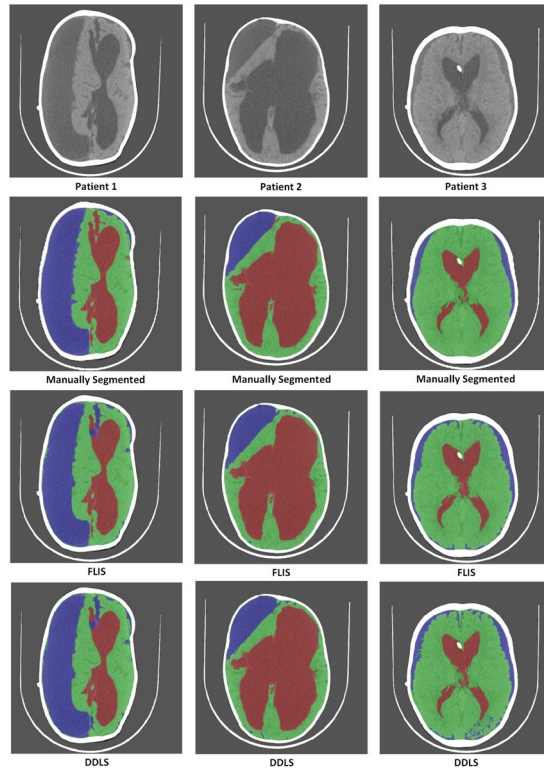 Patient 1
Patient 2
Patient 3
Manually Segmented
Manually Segmented
Manually Segmented
FLIS
FLIS
FLIS
DDLS
DDLS
DDLS